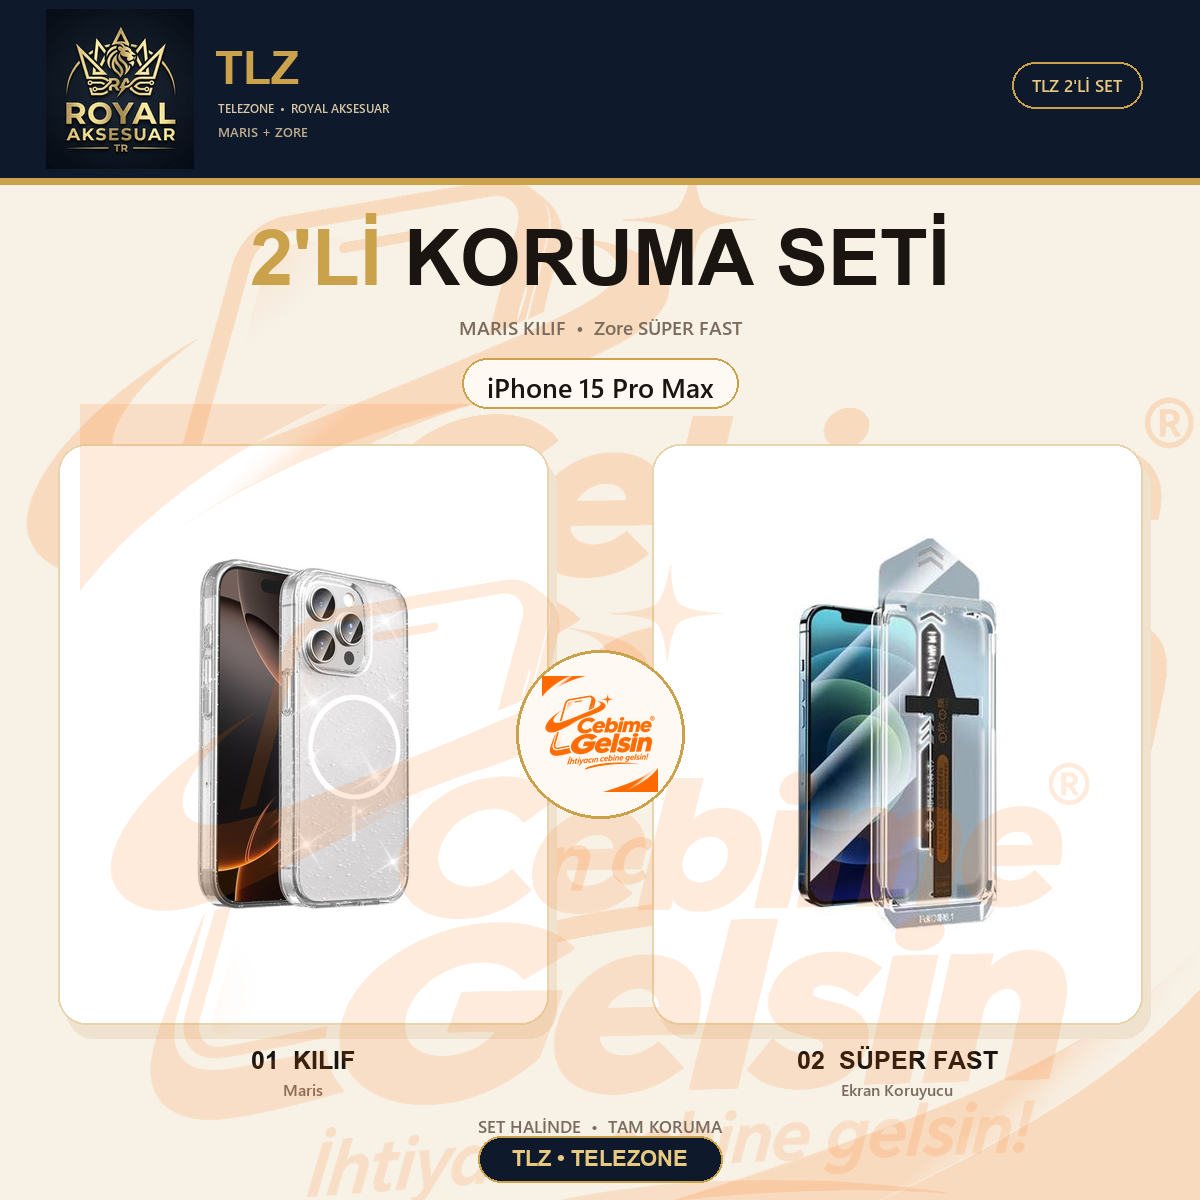 ROYAL
AKSESUAR
TR
TLZ
TELEZONE • ROYAL AKSESUAR
MARIS + ZORE
TLZ 2'Lİ SET
2'Lİ KORUMA SETİ
MARIS KILIF • Zore SÜPER FAST
iPhone 15 Pro Max
Cebime®
Gelsin
İhtiyacın cebine gelsin!
Cebime®
Gelsin
01 KILIF
Maris
02 SÜPER FAST
Ekran Koruyucu
SET HALİNDE • TAM KORUMA
TLZ • TELEZONE